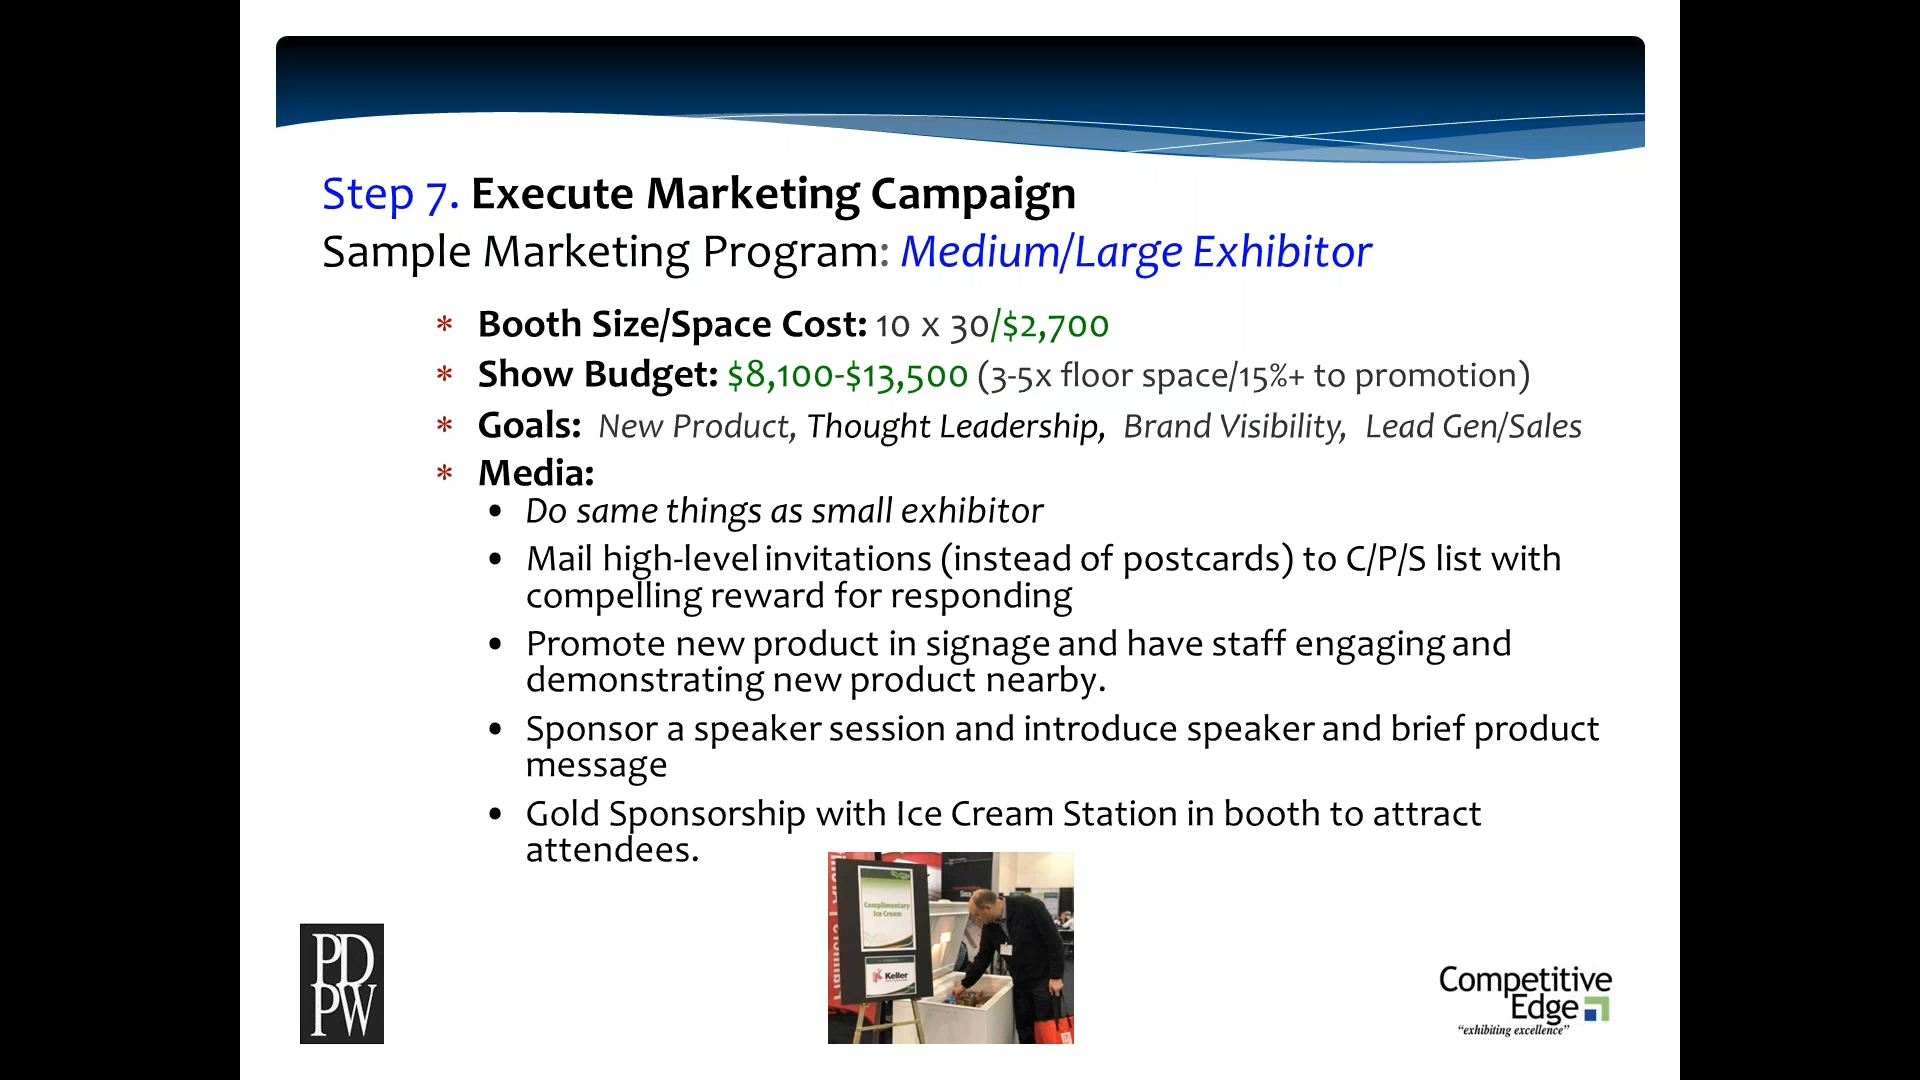 Step 7. Execute Marketing Campaign
Sample Marketing Program: Medium/Large Exhibitor
* Booth Size/Space Cost: 10 x 30/$2,700
* Show Budget: $8,100-$13,500 (3-5x floor space/15%+ to promotion)
* Goals: New Product, Thought Leadership, Brand Visibility, Lead Gen/Sales
* Media:
• Do same things as small exhibitor
• Mail high-level invitations (instead of postcards) to C/P/S list with
compelling reward for responding
• Promote new product in signage and have staff engaging and
demonstrating new product nearby.
• Sponsor a speaker session and introduce speaker and brief product
message
• Gold Sponsorship with Ice Cream Station in booth to attract
attendees.
Complimentary
Ice Cream
Keller
Since
PD
PW
Competitive
Edge
"exhibiting excellence"